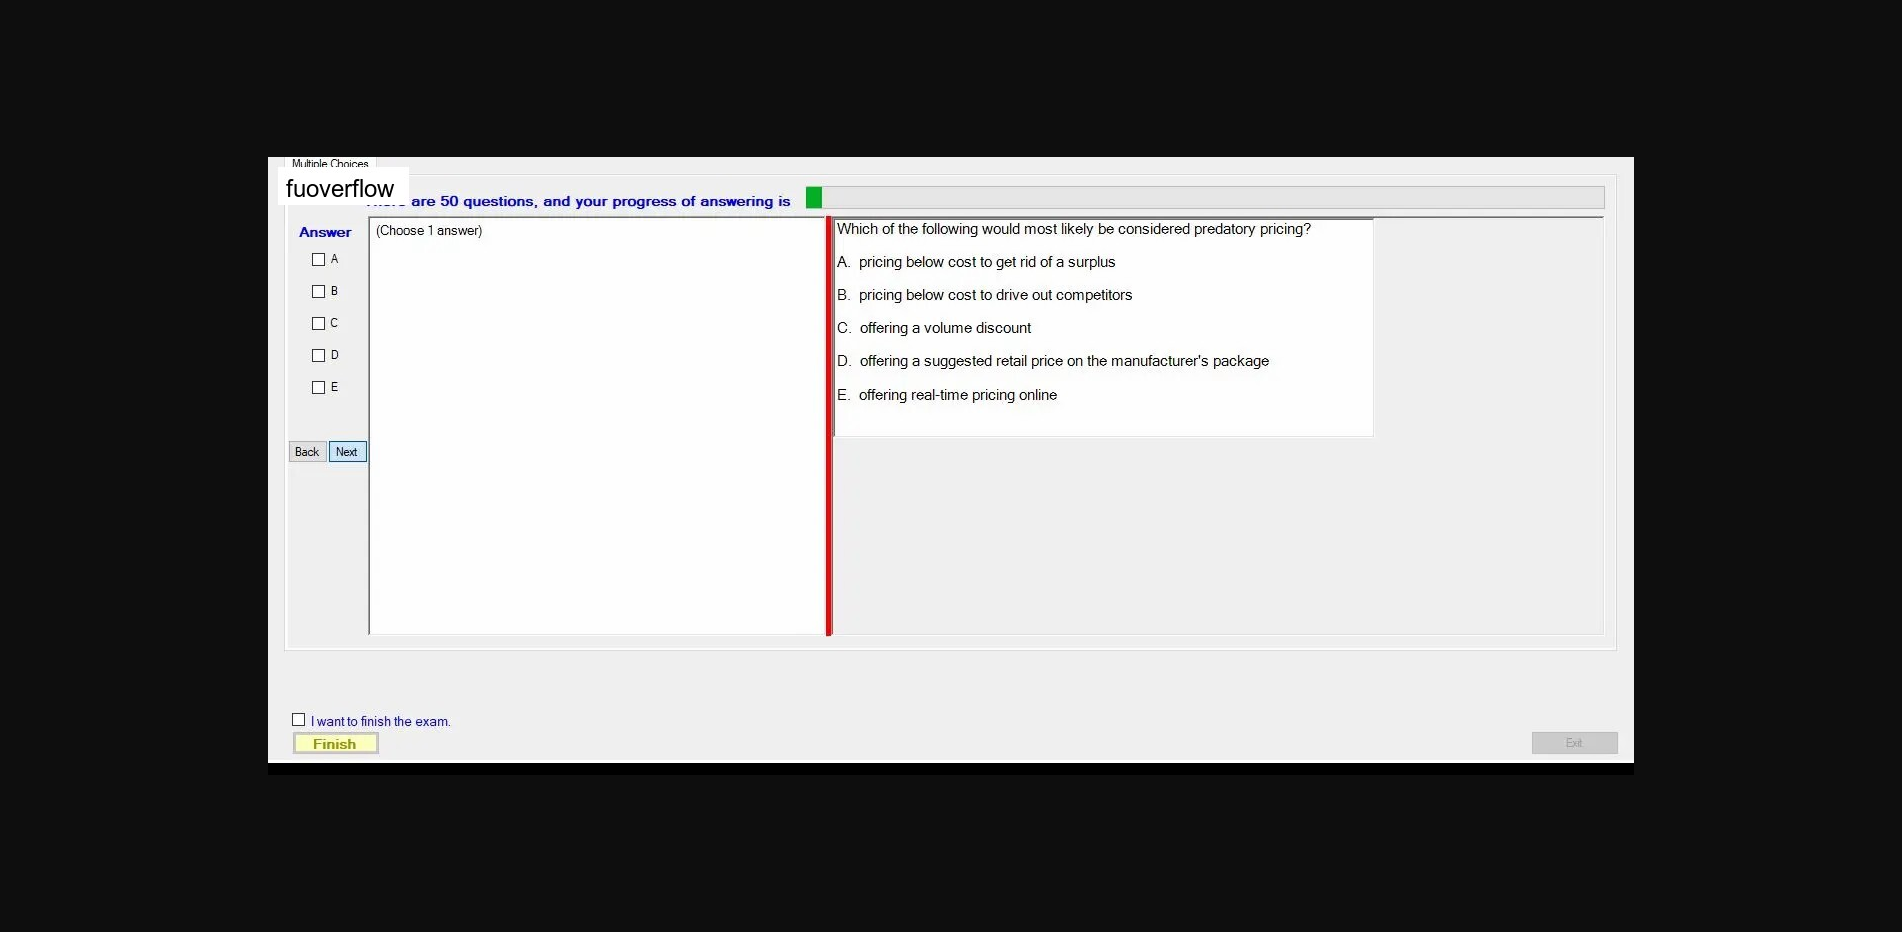 Multiple Choices
fuoverflow
are 50 questions, and your progress of answering is
Answer
(Choose 1 answer)
A
B
C
D
E
Back Next
Which of the following would most likely be considered predatory pricing?
A. pricing below cost to get rid of a surplus
B. pricing below cost to drive out competitors
C. offering a volume discount
D. offering a suggested retail price on the manufacturer's package
E. offering real-time pricing online
I want to finish the exam.
Finish
Exit